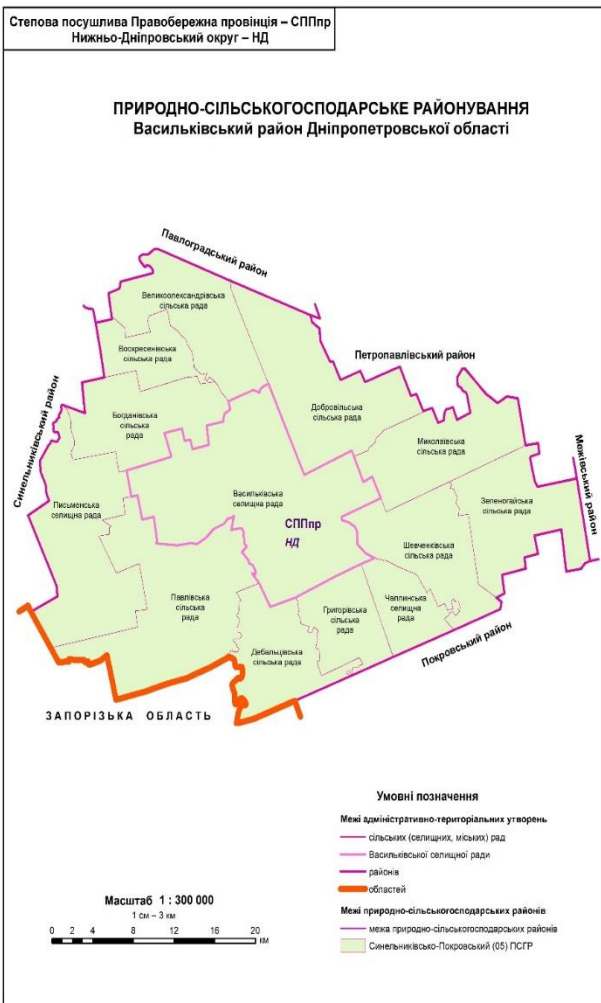 Степова посушлива Правобережна провінція – СППпр
Нижньо-Дніпровський округ – НД
ПРИРОДНО-СІЛЬСЬКОГОСПОДАРСЬКЕ РАЙОНУВАННЯ
Васильківський район Дніпропетровської області
Павлоградський район
Великоолександрівська
сільська рада
Воскресенівська
сільська рада
Петропавлівський район
Синельниківський район
Богданівська
сільська
рада
Добровільська
сільська рада
Миколаївська
сільська рада
Межівський район
Васильківська
селищна рада
Зеленогайська
сільська рада
Письменська
селищна рада
СППпр
НД
Шевченківська
сільська рада
Павлівська
сільська
рада
Григорівська
сільська
рада
Чаплинська
селищна
рада
Дебальцівська
сільська рада
Покровський район
ЗАПОРІЗЬКА ОБЛАСТЬ
Умовні позначення
Межі адміністративно-територіальних утворень
сільських (селищних, міських) рад
Васильківської селищної ради
районів
областей
Межі природно-сільськогосподарських районів
межа природно-сільськогосподарських районів
Синельниківсько-Покровський (05) ПСГР
Масштаб 1 : 300 000
1 см – 3 км
0 2 4 8 12 16 20
км